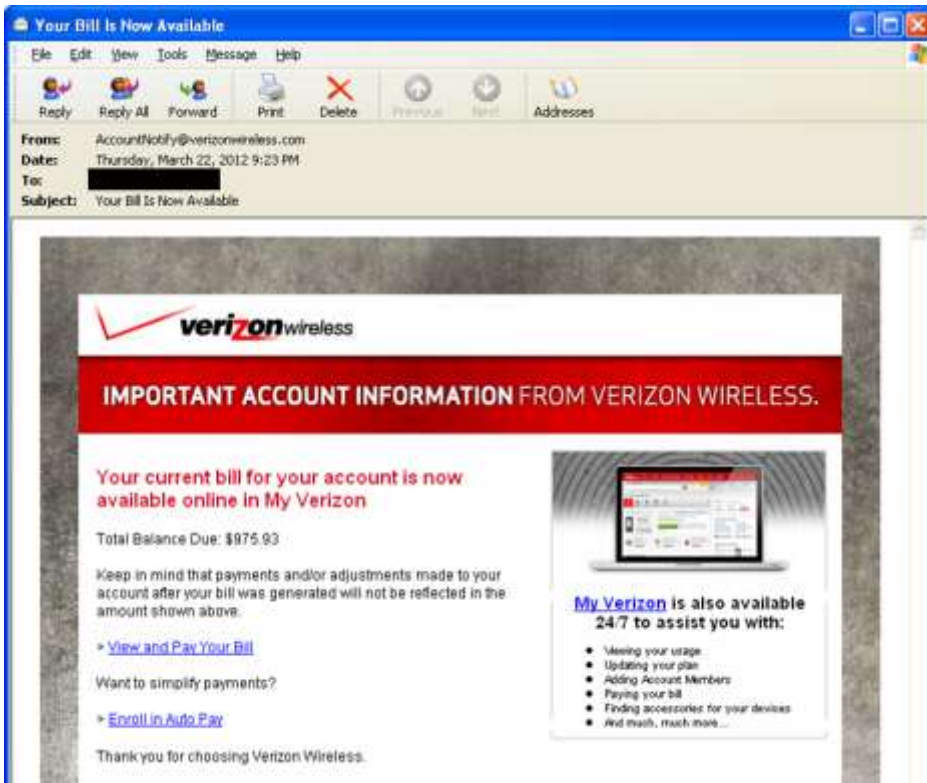 Your Bill Is Now Available
File Edit View Tools Message Help
Reply Reply All Forward Print Delete Previous Next Addresses
From: AccountNotify@verizonwireless.com
Date: Thursday, March 22, 2012 9:23 PM
To:
Subject: Your Bill Is Now Available
verizonwireless
IMPORTANT ACCOUNT INFORMATION FROM VERIZON WIRELESS.
Your current bill for your account is now
available online in My Verizon
Total Balance Due: $975.93
Keep in mind that payments and/or adjustments made to your
account after your bill was generated will not be reflected in the
amount shown above.
» View and Pay Your Bill
Want to simplify payments?
» Enroll in Auto Pay
Thank you for choosing Verizon Wireless.
My Verizon is also available
24/7 to assist you with:
• Viewing your usage
• Updating your plan
• Adding Account Members
• Paying your bill
• Finding accessories for your devices
• And much, much more...